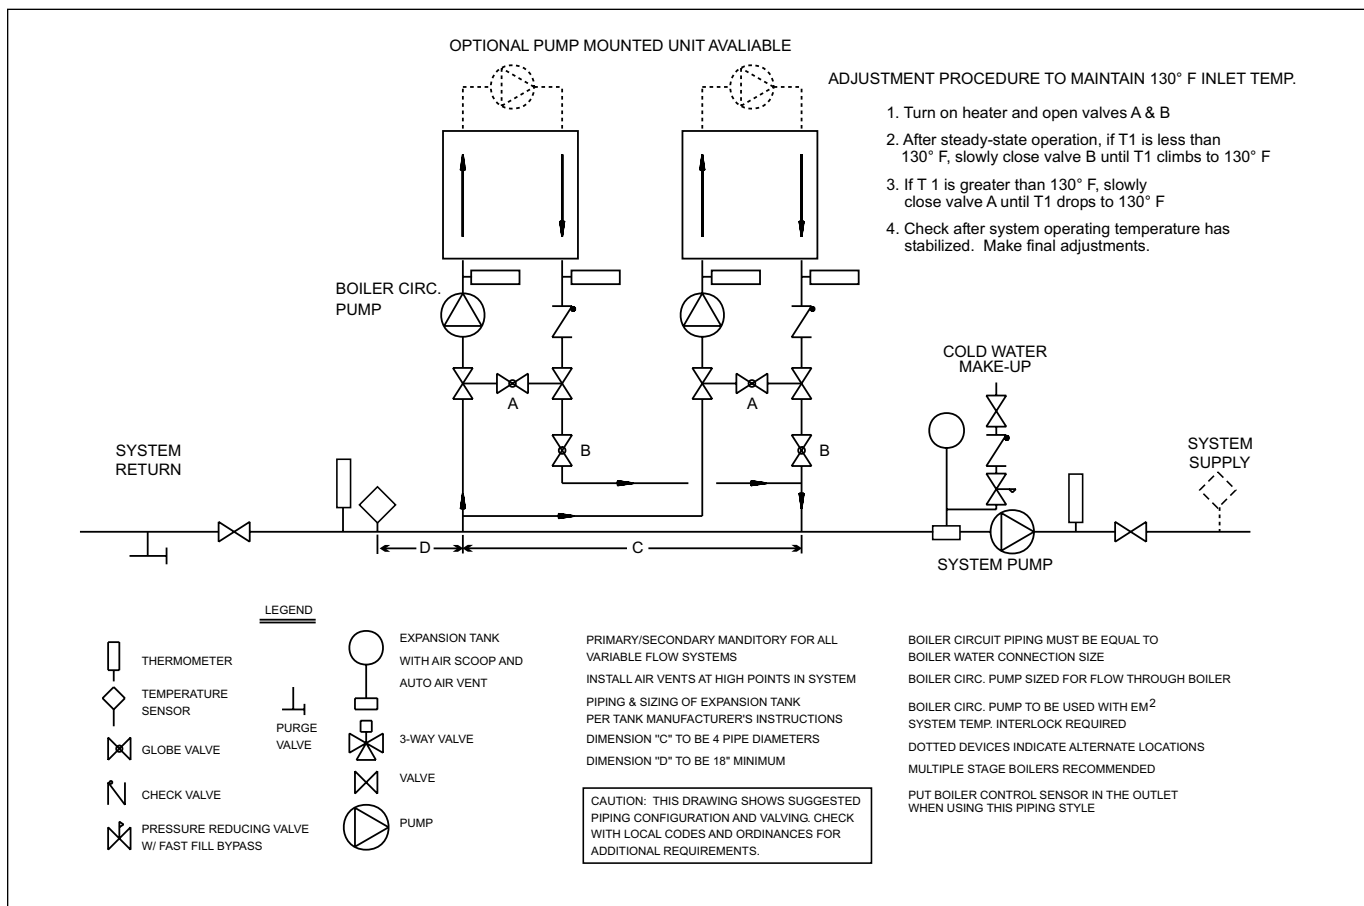 OPTIONAL PUMP MOUNTED UNIT AVALIABLE
ADJUSTMENT PROCEDURE TO MAINTAIN 130° F INLET TEMP.
1. Turn on heater and open valves A & B
2. After steady-state operation, if T1 is less than
130° F, slowly close valve B until T1 climbs to 130° F
3. If T 1 is greater than 130° F, slowly
close valve A until T1 drops to 130° F
4. Check after system operating temperature has
stabilized. Make final adjustments.
BOILER CIRC.
PUMP
A
B
A
B
COLD WATER
MAKE-UP
SYSTEM
RETURN
SYSTEM
SUPPLY
D
C
SYSTEM PUMP
LEGEND
THERMOMETER
TEMPERATURE
SENSOR
GLOBE VALVE
CHECK VALVE
PRESSURE REDUCING VALVE
W/ FAST FILL BYPASS
PURGE
VALVE
EXPANSION TANK
WITH AIR SCOOP AND
AUTO AIR VENT
3-WAY VALVE
VALVE
PUMP
PRIMARY/SECONDARY MANDITORY FOR ALL
VARIABLE FLOW SYSTEMS
INSTALL AIR VENTS AT HIGH POINTS IN SYSTEM
PIPING & SIZING OF EXPANSION TANK
PER TANK MANUFACTURER'S INSTRUCTIONS
DIMENSION "C" TO BE 4 PIPE DIAMETERS
DIMENSION "D" TO BE 18" MINIMUM
CAUTION: THIS DRAWING SHOWS SUGGESTED
PIPING CONFIGURATION AND VALVING. CHECK
WITH LOCAL CODES AND ORDINANCES FOR
ADDITIONAL REQUIREMENTS.
BOILER CIRCUIT PIPING MUST BE EQUAL TO
BOILER WATER CONNECTION SIZE
BOILER CIRC. PUMP SIZED FOR FLOW THROUGH BOILER
BOILER CIRC. PUMP TO BE USED WITH EM²
SYSTEM TEMP. INTERLOCK REQUIRED
DOTTED DEVICES INDICATE ALTERNATE LOCATIONS
MULTIPLE STAGE BOILERS RECOMMENDED
PUT BOILER CONTROL SENSOR IN THE OUTLET
WHEN USING THIS PIPING STYLE